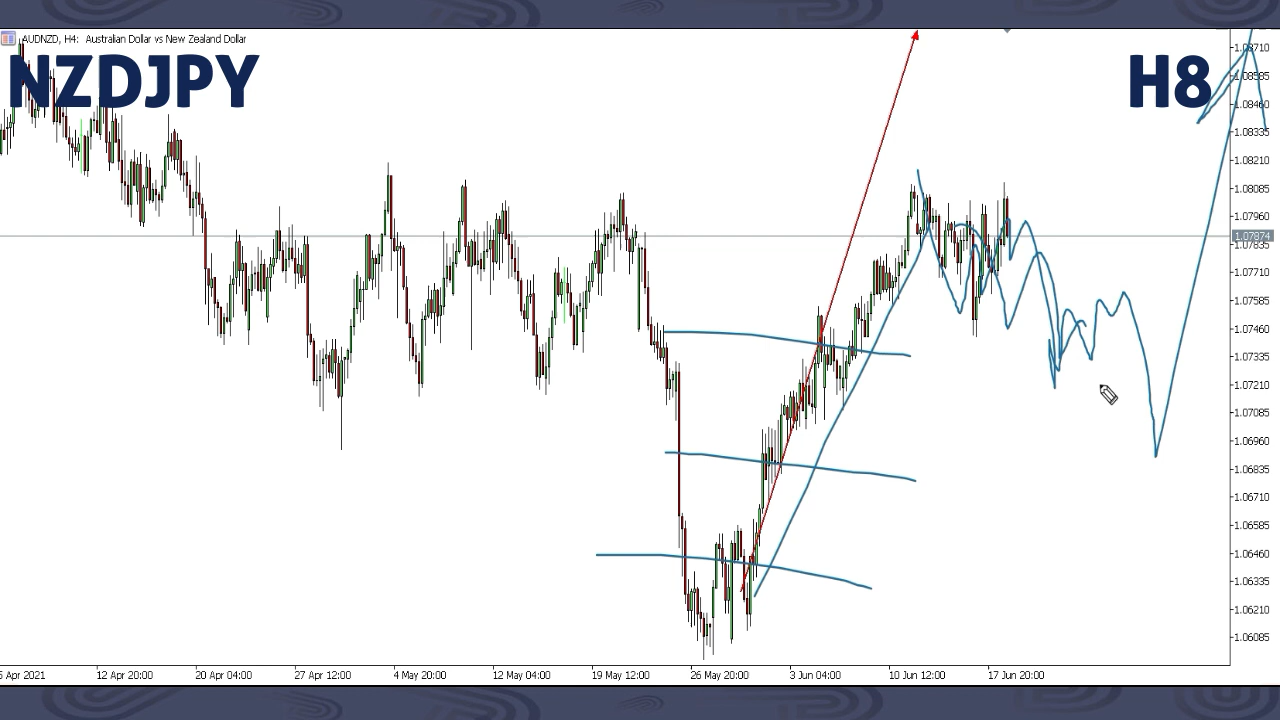 AUDNZD, H4: Australian Dollar vs New Zealand Dollar
NZDJPY
H8
1.08710
1.08585
1.08460
1.08335
1.08210
1.08085
1.07960
1.07874
1.07835
1.07710
1.07585
1.07460
1.07335
1.07210
1.07085
1.06960
1.06835
1.06710
1.06585
1.06460
1.06335
1.06210
1.06085
Apr 2021
12 Apr 20:00
20 Apr 04:00
27 Apr 12:00
4 May 20:00
12 May 04:00
19 May 12:00
26 May 20:00
3 Jun 04:00
10 Jun 12:00
17 Jun 20:00